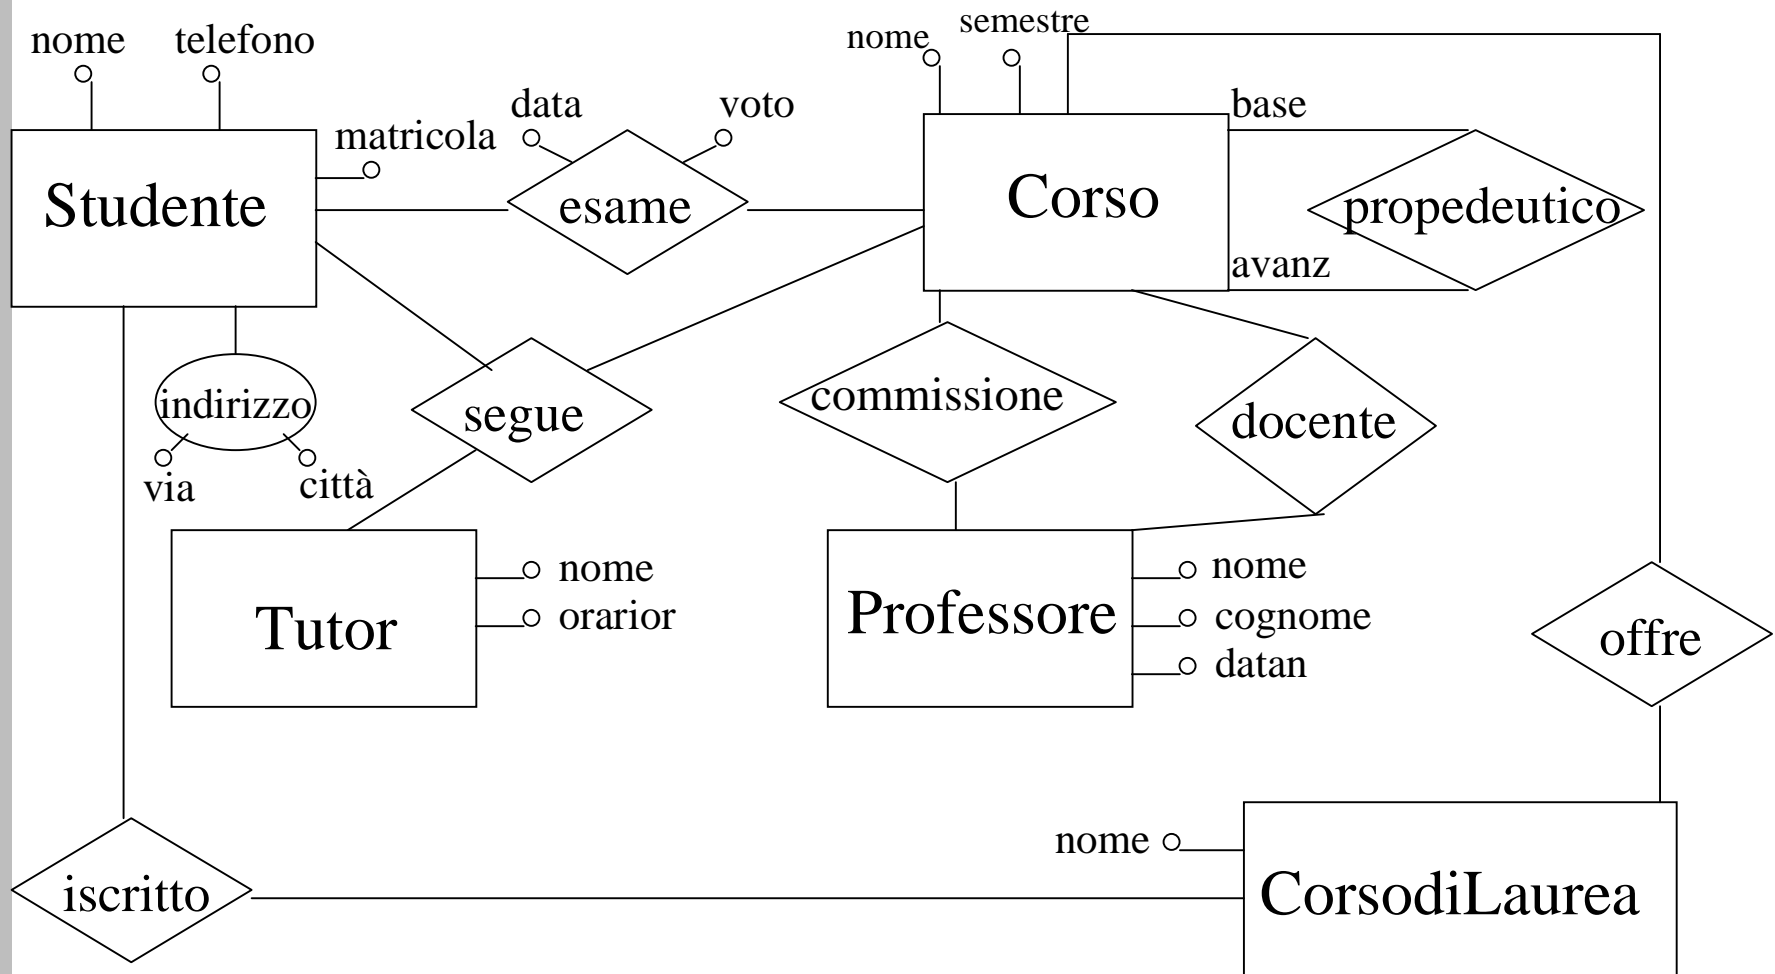 nome
telefono
nome
semestre
matricola
data
voto
base
Studente
esame
Corso
propedeutico
avanz
indirizzo
segue
commissione
docente
via
città
Tutor
nome
orarior
Professore
nome
cognome
datan
offre
nome
iscritto
CorsodiLaurea